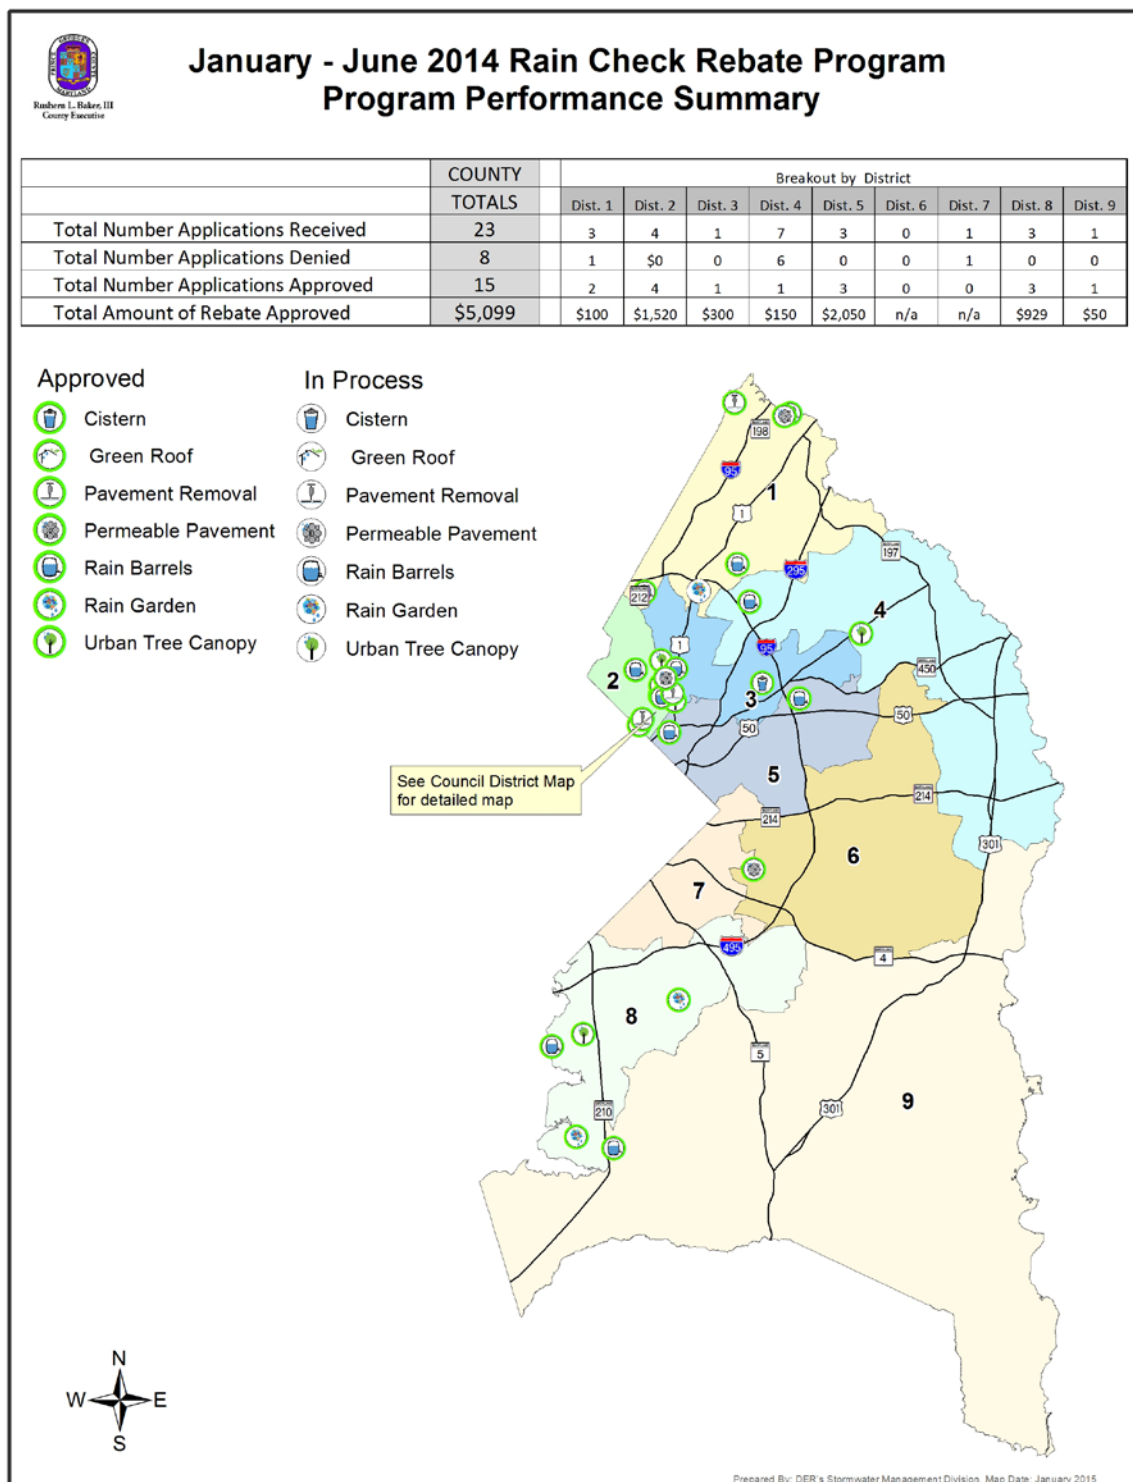 January - June 2014 Rain Check Rebate Program
Program Performance Summary
Rushern L. Baker, III
County Executive
COUNTY Breakout by District
TOTALS Dist. 1 Dist. 2 Dist. 3 Dist. 4 Dist. 5 Dist. 6 Dist. 7 Dist. 8 Dist. 9
Total Number Applications Received 23 3 4 1 7 3 0 1 3 1
Total Number Applications Denied 8 1 $0 0 6 0 0 1 0 0
Total Number Applications Approved 15 2 4 1 1 3 0 0 3 1
Total Amount of Rebate Approved $5,099 $100 $1,520 $300 $150 $2,050 n/a n/a $929 $50
Approved
Cistern
Green Roof
Pavement Removal
Permeable Pavement
Rain Barrels
Rain Garden
Urban Tree Canopy
In Process
Cistern
Green Roof
Pavement Removal
Permeable Pavement
Rain Barrels
Rain Garden
Urban Tree Canopy
198
95
1
1
197
295
212
4
1
95
2
450
3
50
50
See Council District Map
for detailed map
5
214
214
301
6
7
495
4
8
5
9
210
301
N
W E
S
Prepared By: DER's Stormwater Management Division, Map Date: January 2015